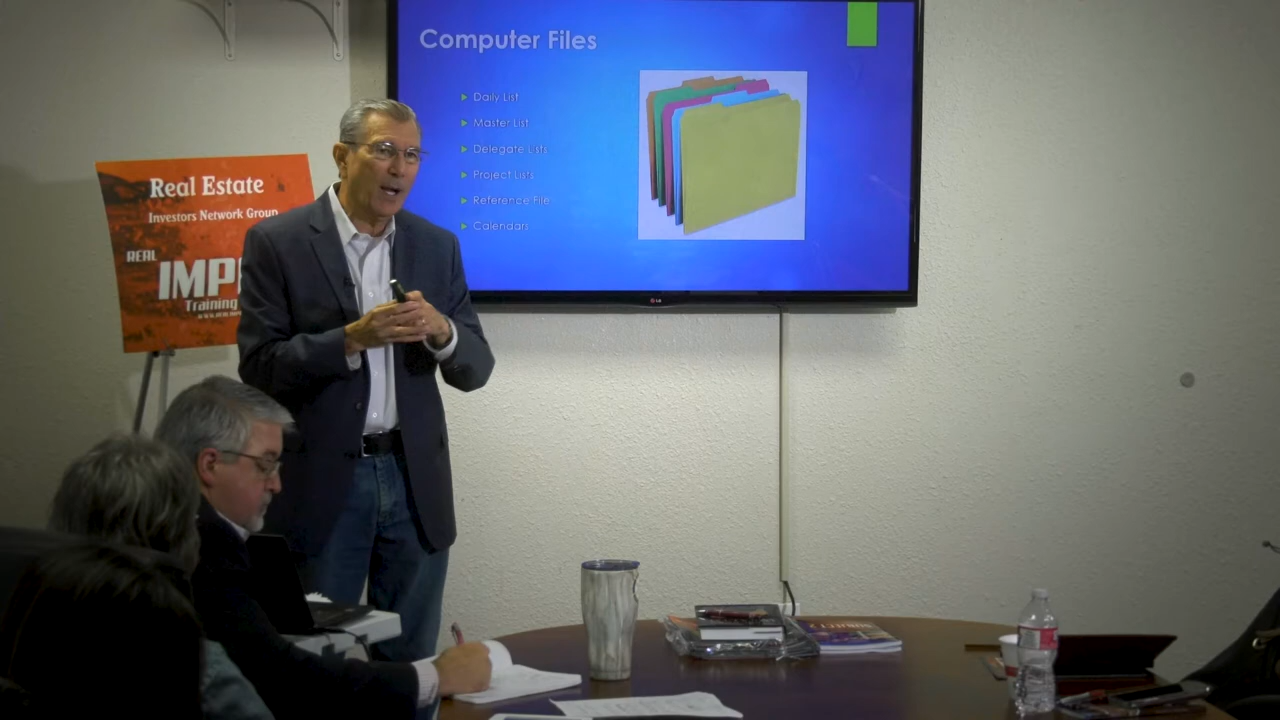 Computer Files
Daily List
Master List
Delegate Lists
Project Lists
Reference File
Calendars
LG
Real Estate
Investors Network Group
REAL
Training